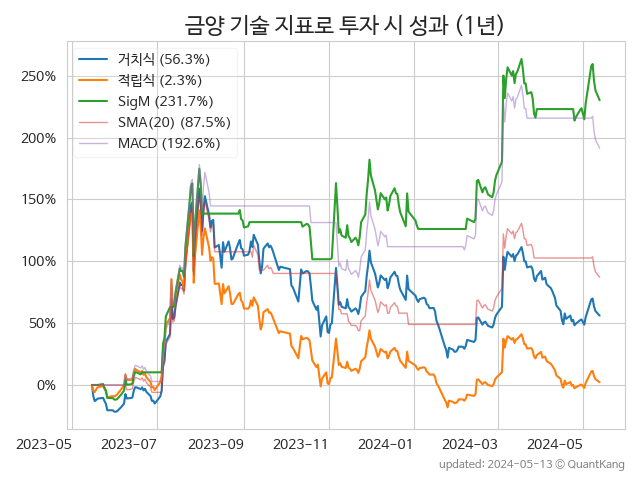 금양 기술 지표로 투자 시 성과 (1년)
거치식 (56.3%)
적립식 (2.3%)
SigM (231.7%)
SMA(20) (87.5%)
MACD (192.6%)
250%
200%
150%
100%
50%
0%
2023-05
2023-07
2023-09
2023-11
2024-01
2024-03
2024-05
updated: 2024-05-13 ⓒ QuantKang